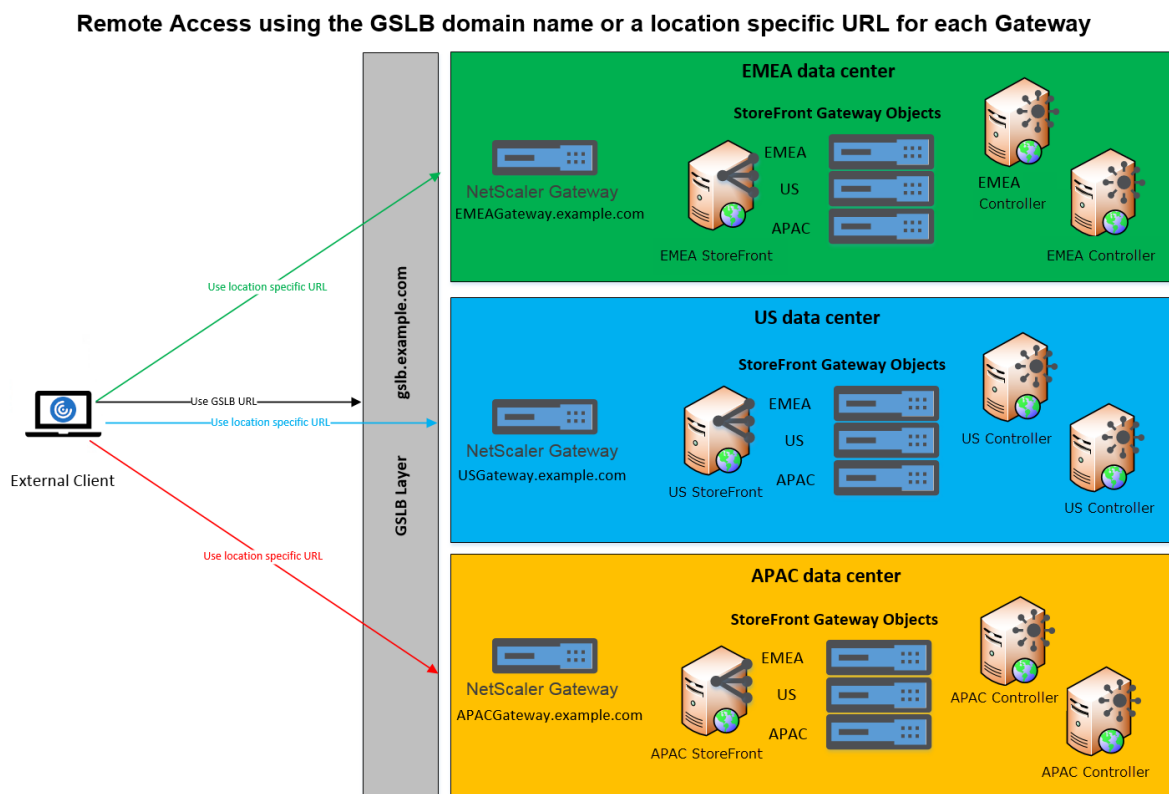 Remote Access using the GSLB domain name or a location specific URL for each Gateway
External Client
Use location specific URL
Use GSLB URL
Use location specific URL
Use location specific URL
gslb.example.com
GSLB Layer
EMEA data center
StoreFront Gateway Objects
NetScaler Gateway
EMEAGateway.example.com
EMEA StoreFront
EMEA
US
APAC
EMEA
Controller
EMEA Controller
US data center
StoreFront Gateway Objects
NetScaler Gateway
USGateway.example.com
US StoreFront
EMEA
US
APAC
US Controller
US Controller
APAC data center
StoreFront Gateway Objects
NetScaler Gateway
APACGateway.example.com
APAC StoreFront
EMEA
US
APAC
APAC Controller
APAC Controller